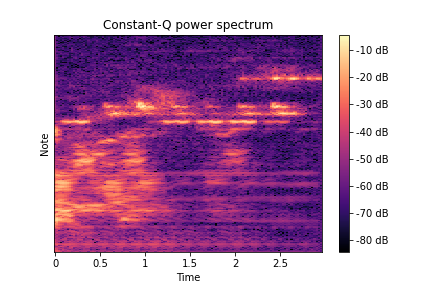 Constant-Q power spectrum
Note
-10 dB
-20 dB
-30 dB
-40 dB
-50 dB
-60 dB
-70 dB
-80 dB
0
0.5
1
1.5
2
2.5
Time